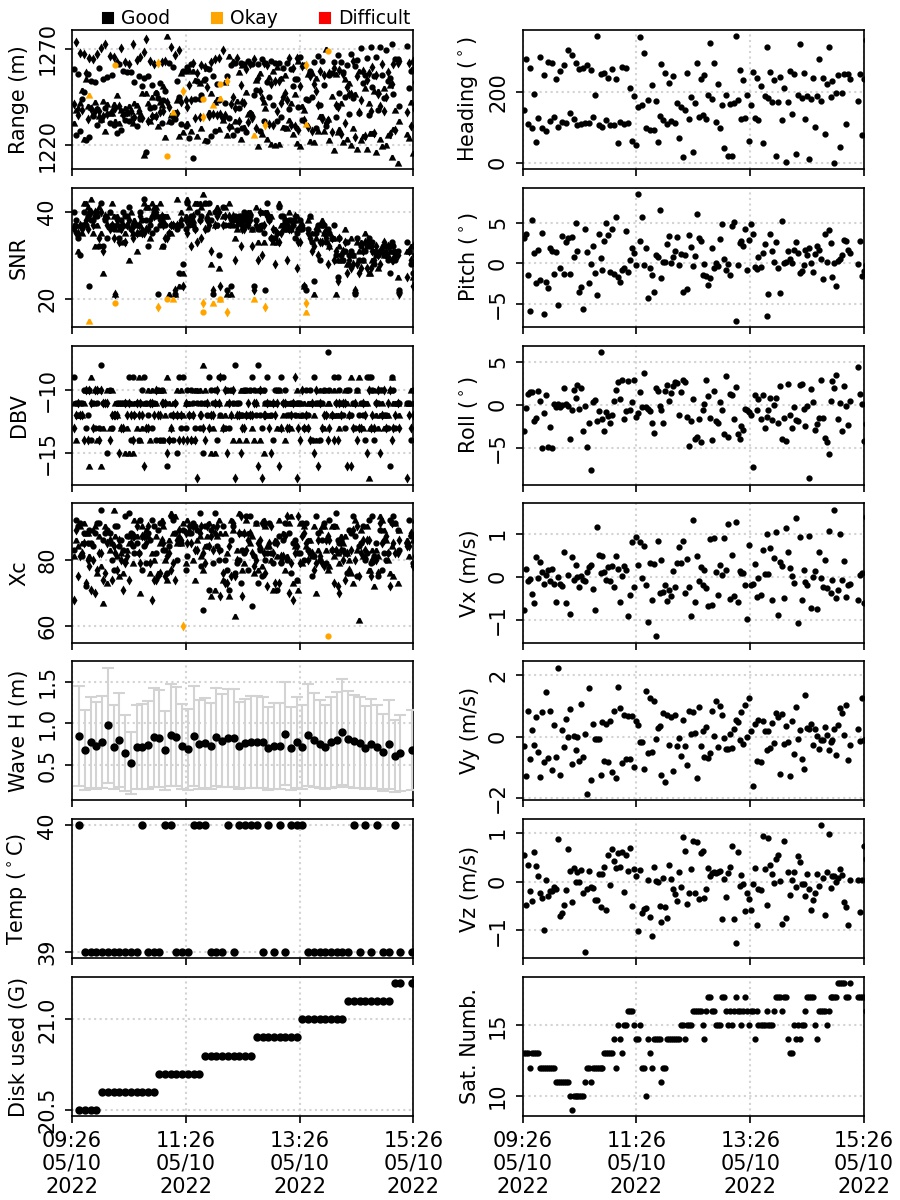 Good Okay Difficult
Range (m)
1270
1220
Heading ( ° )
200
0
SNR
40
20
Pitch ( ° )
5
0
−5
DBV
−10
−15
Roll ( ° )
5
0
−5
Xc
80
60
Vx (m/s)
1
0
−1
Wave H (m)
1.5
1.0
0.5
Vy (m/s)
2
0
−2
Temp ( ° C)
40
39
Vz (m/s)
1
0
−1
Disk used (G)
21.0
20.5
Sat. Numb.
15
10
09:26 11:26 13:26 15:26
05/10 05/10 05/10 05/10
2022 2022 2022 2022
09:26 11:26 13:26 15:26
05/10 05/10 05/10 05/10
2022 2022 2022 2022